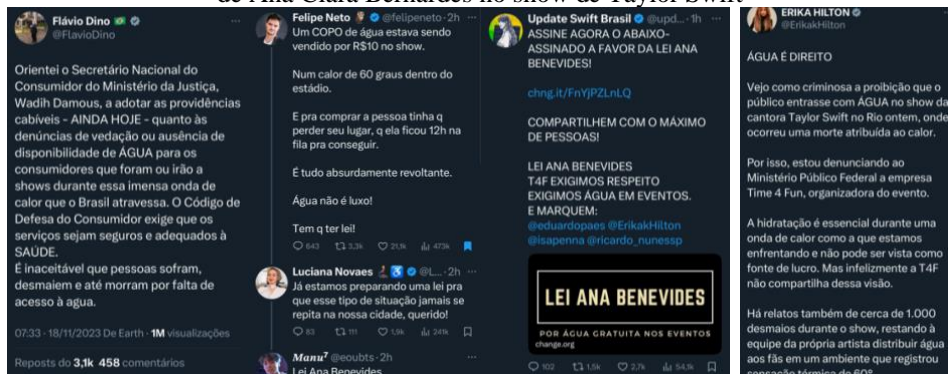 de Ana Clara Bernardes no show de Taylor Swift
Flávio Dino
@FlavioDino
Orientei o Secretário Nacional do
Consumidor do Ministério da Justiça,
Wadih Damous, a adotar as providências
cabíveis - AINDA HOJE - quanto às
denúncias de vedação ou ausência de
disponibilidade de ÁGUA para os
consumidores que foram ou irão a
shows durante essa imensa onda de
calor que o Brasil atravessa. O Código de
Defesa do Consumidor exige que os
serviços sejam seguros e adequados à
SAÚDE.
É inaceitável que pessoas sofram,
desmaiem e até morram por falta de
acesso à agua.
07:33 · 18/11/2023 De Earth · 1M visualizações
Reposts do 3,1k 458 comentários
Felipe Neto @felipeneto · 2h
Um COPO de água estava sendo
vendido por R$10 no show.
Num calor de 60 graus dentro do
estádio.
E pra comprar a pessoa tinha q
perder seu lugar, q ela ficou 12h na
fila pra conseguir.
É tudo absurdamente revoltante.
Água não é luxo!
Tem q ter lei!
643 3,3k 21,1k 473k
Luciana Novaes @L... · 2h
Já estamos preparando uma lei pra
que esse tipo de situação jamais se
repita na nossa cidade, querido!
83 111 1,9k 241k
Manu⁷ @eoubts · 2h
Lei Ana Benevides
Update Swift Brasil @upd... · 1h
ASSINE AGORA O ABAIXO-
ASSINADO A FAVOR DA LEI ANA
BENEVIDES!
chng.it/FnYjPZLnLQ
COMPARTILHEM COM O MÁXIMO
DE PESSOAS!
LEI ANA BENEVIDES
T4F EXIGIMOS RESPEITO
EXIGIMOS ÁGUA EM EVENTOS.
E MARQUEM:
@eduardopaes @ErikakHilton
@isapenna @ricardo_nunessp
LEI ANA BENEVIDES
POR ÁGUA GRATUITA NOS EVENTOS
change.org
102 1,5k 2,7k 54,1k
ERIKA HILTON
@ErikakHilton
ÁGUA É DIREITO
Vejo como criminosa a proibição que o
público entrasse com ÁGUA no show da
cantora Taylor Swift no Rio ontem, onde
ocorreu uma morte atribuída ao calor.
Por isso, estou denunciando ao
Ministério Público Federal a empresa
Time 4 Fun, organizadora do evento.
A hidratação é essencial durante uma
onda de calor como a que estamos
enfrentando e não pode ser vista como
fonte de lucro. Mas infelizmente a T4F
não compartilha dessa visão.
Há relatos também de cerca de 1.000
desmaios durante o show, restando à
equipe da própria artista distribuir água
aos fãs em um ambiente que registrou
sensação térmica de 60º